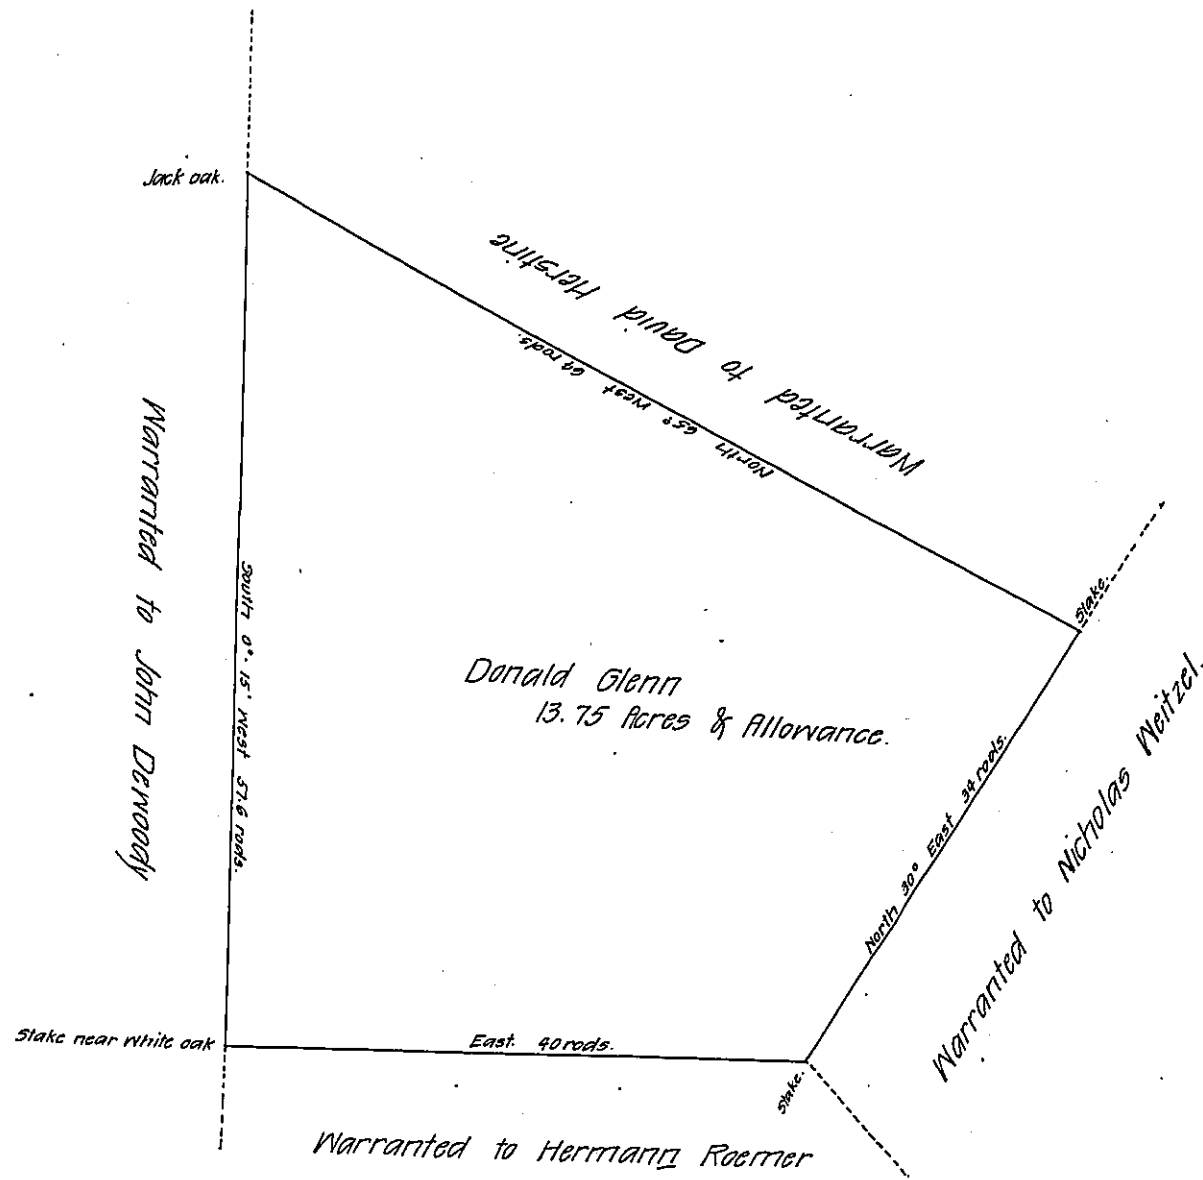 Jack oak.
Warranted to David Herstine
North 65° West 64 rods.
Warranted to John Derwoody
South 0°. 15' West 57.6 rods.
Stake.
Donald Glenn
13.75 Acres & Allowance.
North 30° East 34 rods.
Warranted to Nicholas Weitzel.
Stake near white oak
East. 40 rods.
Stake.
Warranted to Hermann Roemer